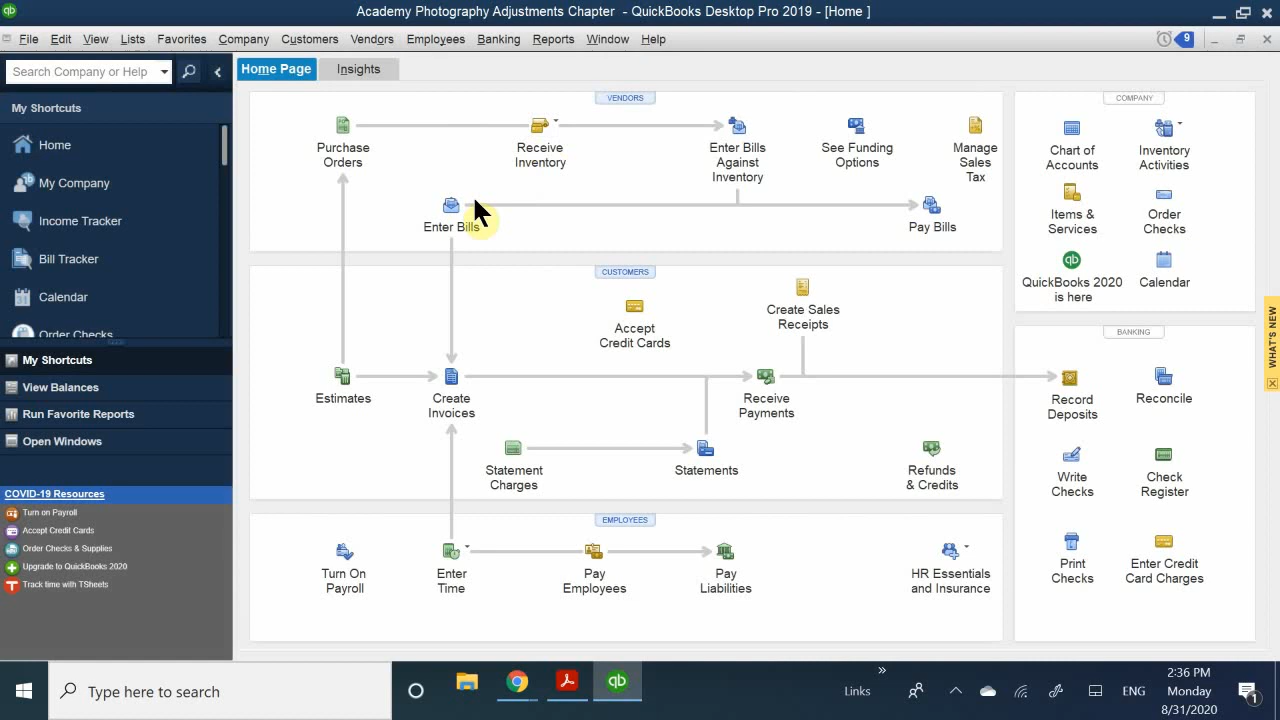 Academy Photography Adjustments Chapter - QuickBooks Desktop Pro 2019 - [Home ]
File Edit View Lists Favorites Company Customers Vendors Employees Banking Reports Window Help
9
Search Company or Help
Home Page
Insights
My Shortcuts
Home
My Company
Income Tracker
Bill Tracker
Calendar
Order Checks
My Shortcuts
View Balances
Run Favorite Reports
Open Windows
COVID-19 Resources
Turn on Payroll
Accept Credit Cards
Order Checks & Supplies
Upgrade to QuickBooks 2020
Track time with TSheets
VENDORS
Purchase
Orders
Receive
Inventory
Enter Bills
Against
Inventory
See Funding
Options
Manage
Sales
Tax
Enter Bills
Pay Bills
CUSTOMERS
Accept
Credit Cards
Create Sales
Receipts
Estimates
Create
Invoices
Receive
Payments
Statement
Charges
Statements
Refunds
& Credits
EMPLOYEES
Turn On
Payroll
Enter
Time
Pay
Employees
Pay
Liabilities
HR Essentials
and Insurance
COMPANY
Chart of
Accounts
Inventory
Activities
Items &
Services
Order
Checks
QuickBooks 2020
is here
Calendar
BANKING
Record
Deposits
Reconcile
Write
Checks
Check
Register
Print
Checks
Enter Credit
Card Charges
WHAT'S NEW
Type here to search
qb
Links
ENG
2:36 PM
Monday
8/31/2020
1